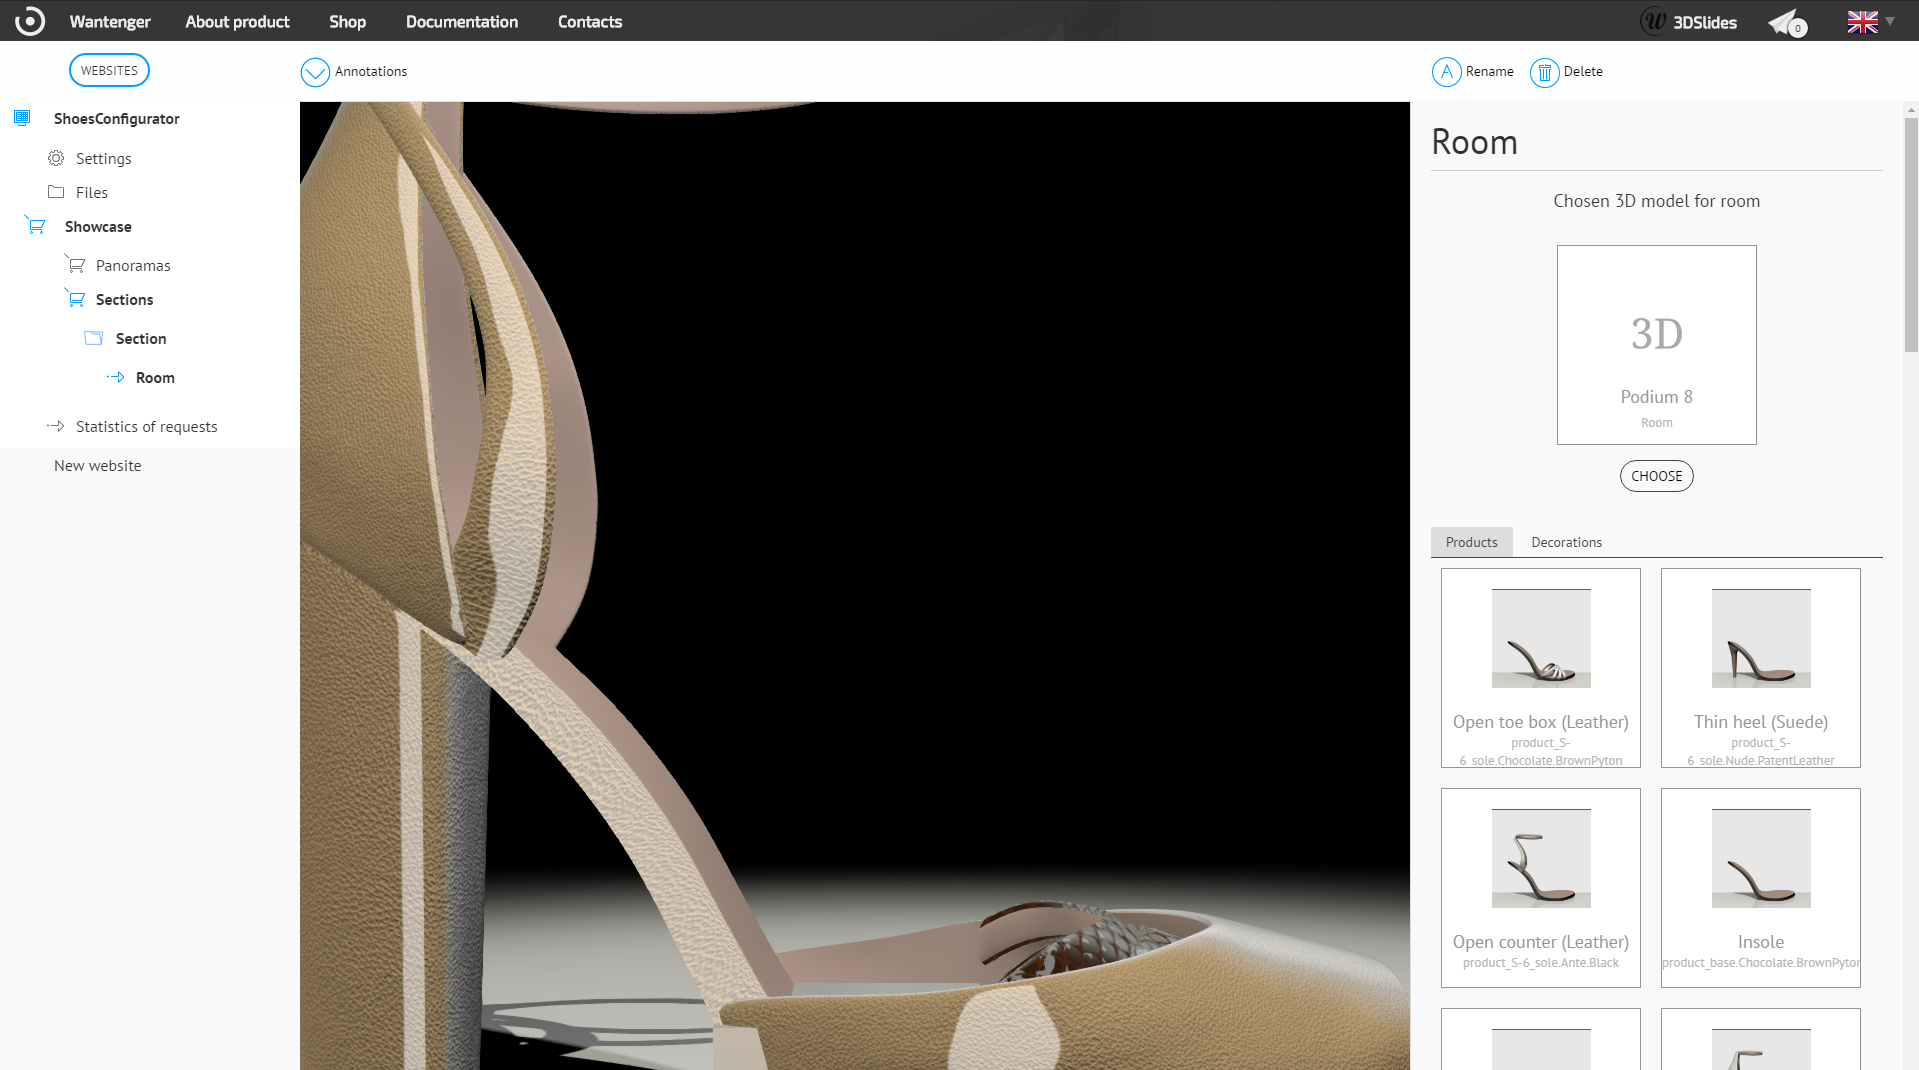 Wantenger
About product
Shop
Documentation
Contacts
W 3DSlides
0
WEBSITES
Annotations
A Rename
Delete
ShoesConfigurator
Settings
Files
Showcase
Panoramas
Sections
Section
Room
Statistics of requests
New website
Room
Chosen 3D model for room
3D
Podium 8
Room
CHOOSE
Products
Decorations
Open toe box (Leather)
product_S-
6_sole.Chocolate.BrownPyton
Thin heel (Suede)
product_S-
6_sole.Nude.PatentLeather
Open counter (Leather)
product_S-6_sole.Ante.Black
Insole
product_base.Chocolate.BrownPyton